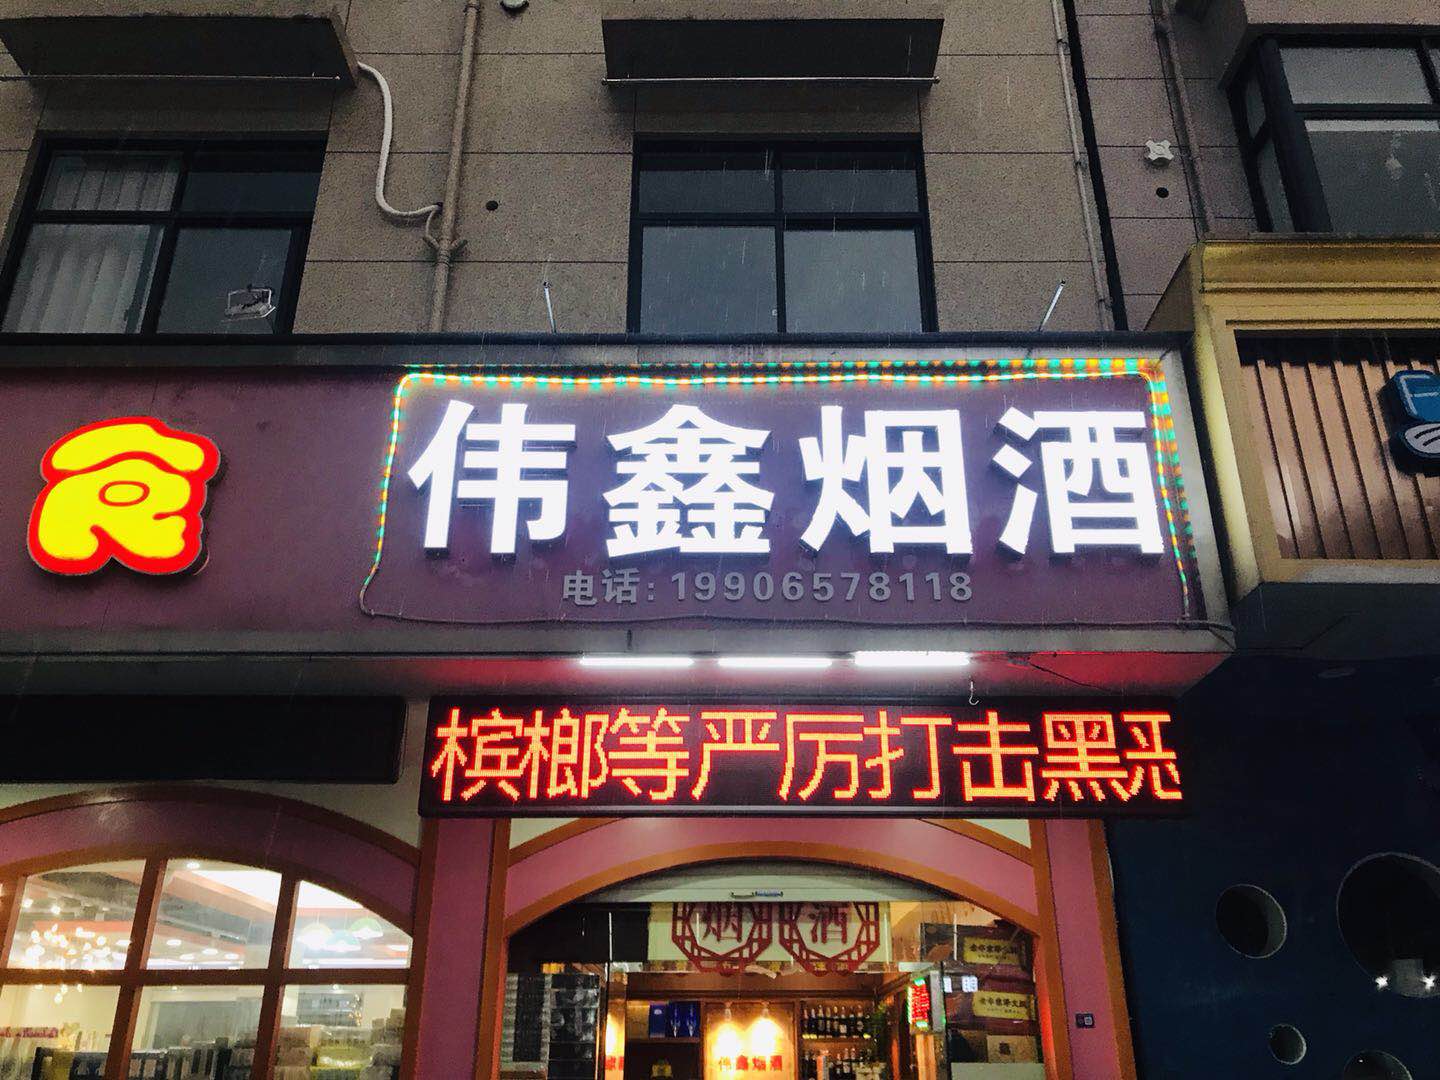 食
伟鑫烟酒
电话:19906578118
槟榔等严厉打击黑恶
烟酒
伟鑫烟酒